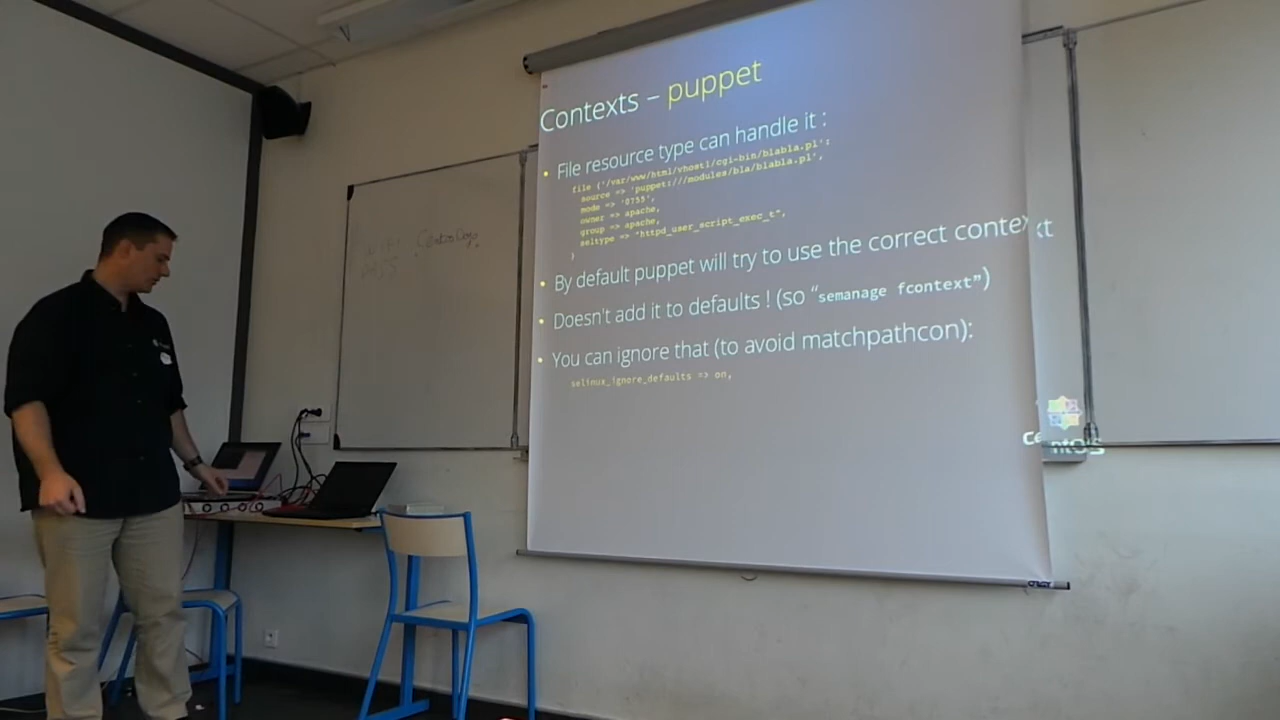 Contexts – puppet
• File resource type can handle it :
file {'/var/www/html/vhost1/cgi-bin/blabla.pl':
source => 'puppet:///modules/bla/blabla.pl',
mode => '0755',
owner => apache,
group => apache,
seltype => "httpd_user_script_exec_t",
}
• By default puppet will try to use the correct context
• Doesn't add it to defaults ! (so “semanage fcontext”)
• You can ignore that (to avoid matchpathcon):
selinux_ignore_defaults => on,
CentOS